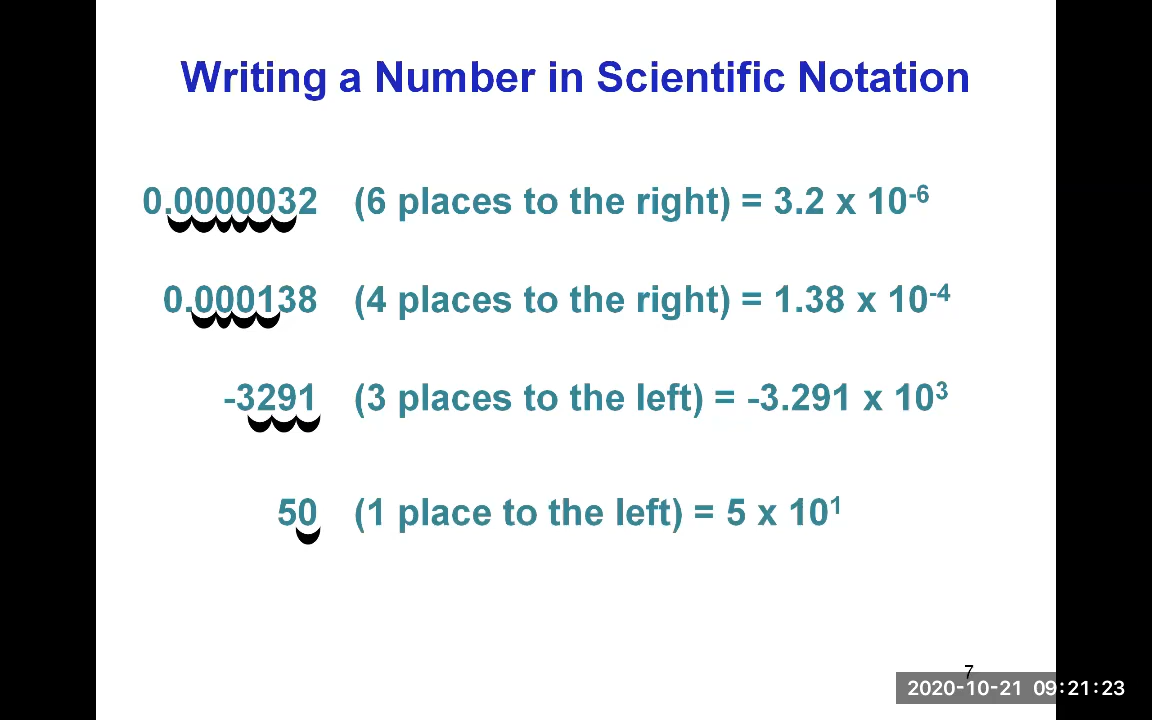 Writing a Number in Scientific Notation
0.0000032 (6 places to the right) = 3.2 x 10⁻⁶
0.000138 (4 places to the right) = 1.38 x 10⁻⁴
-3291 (3 places to the left) = -3.291 x 10³
50 (1 place to the left) = 5 x 10¹
7
2020-10-21 09:21:23